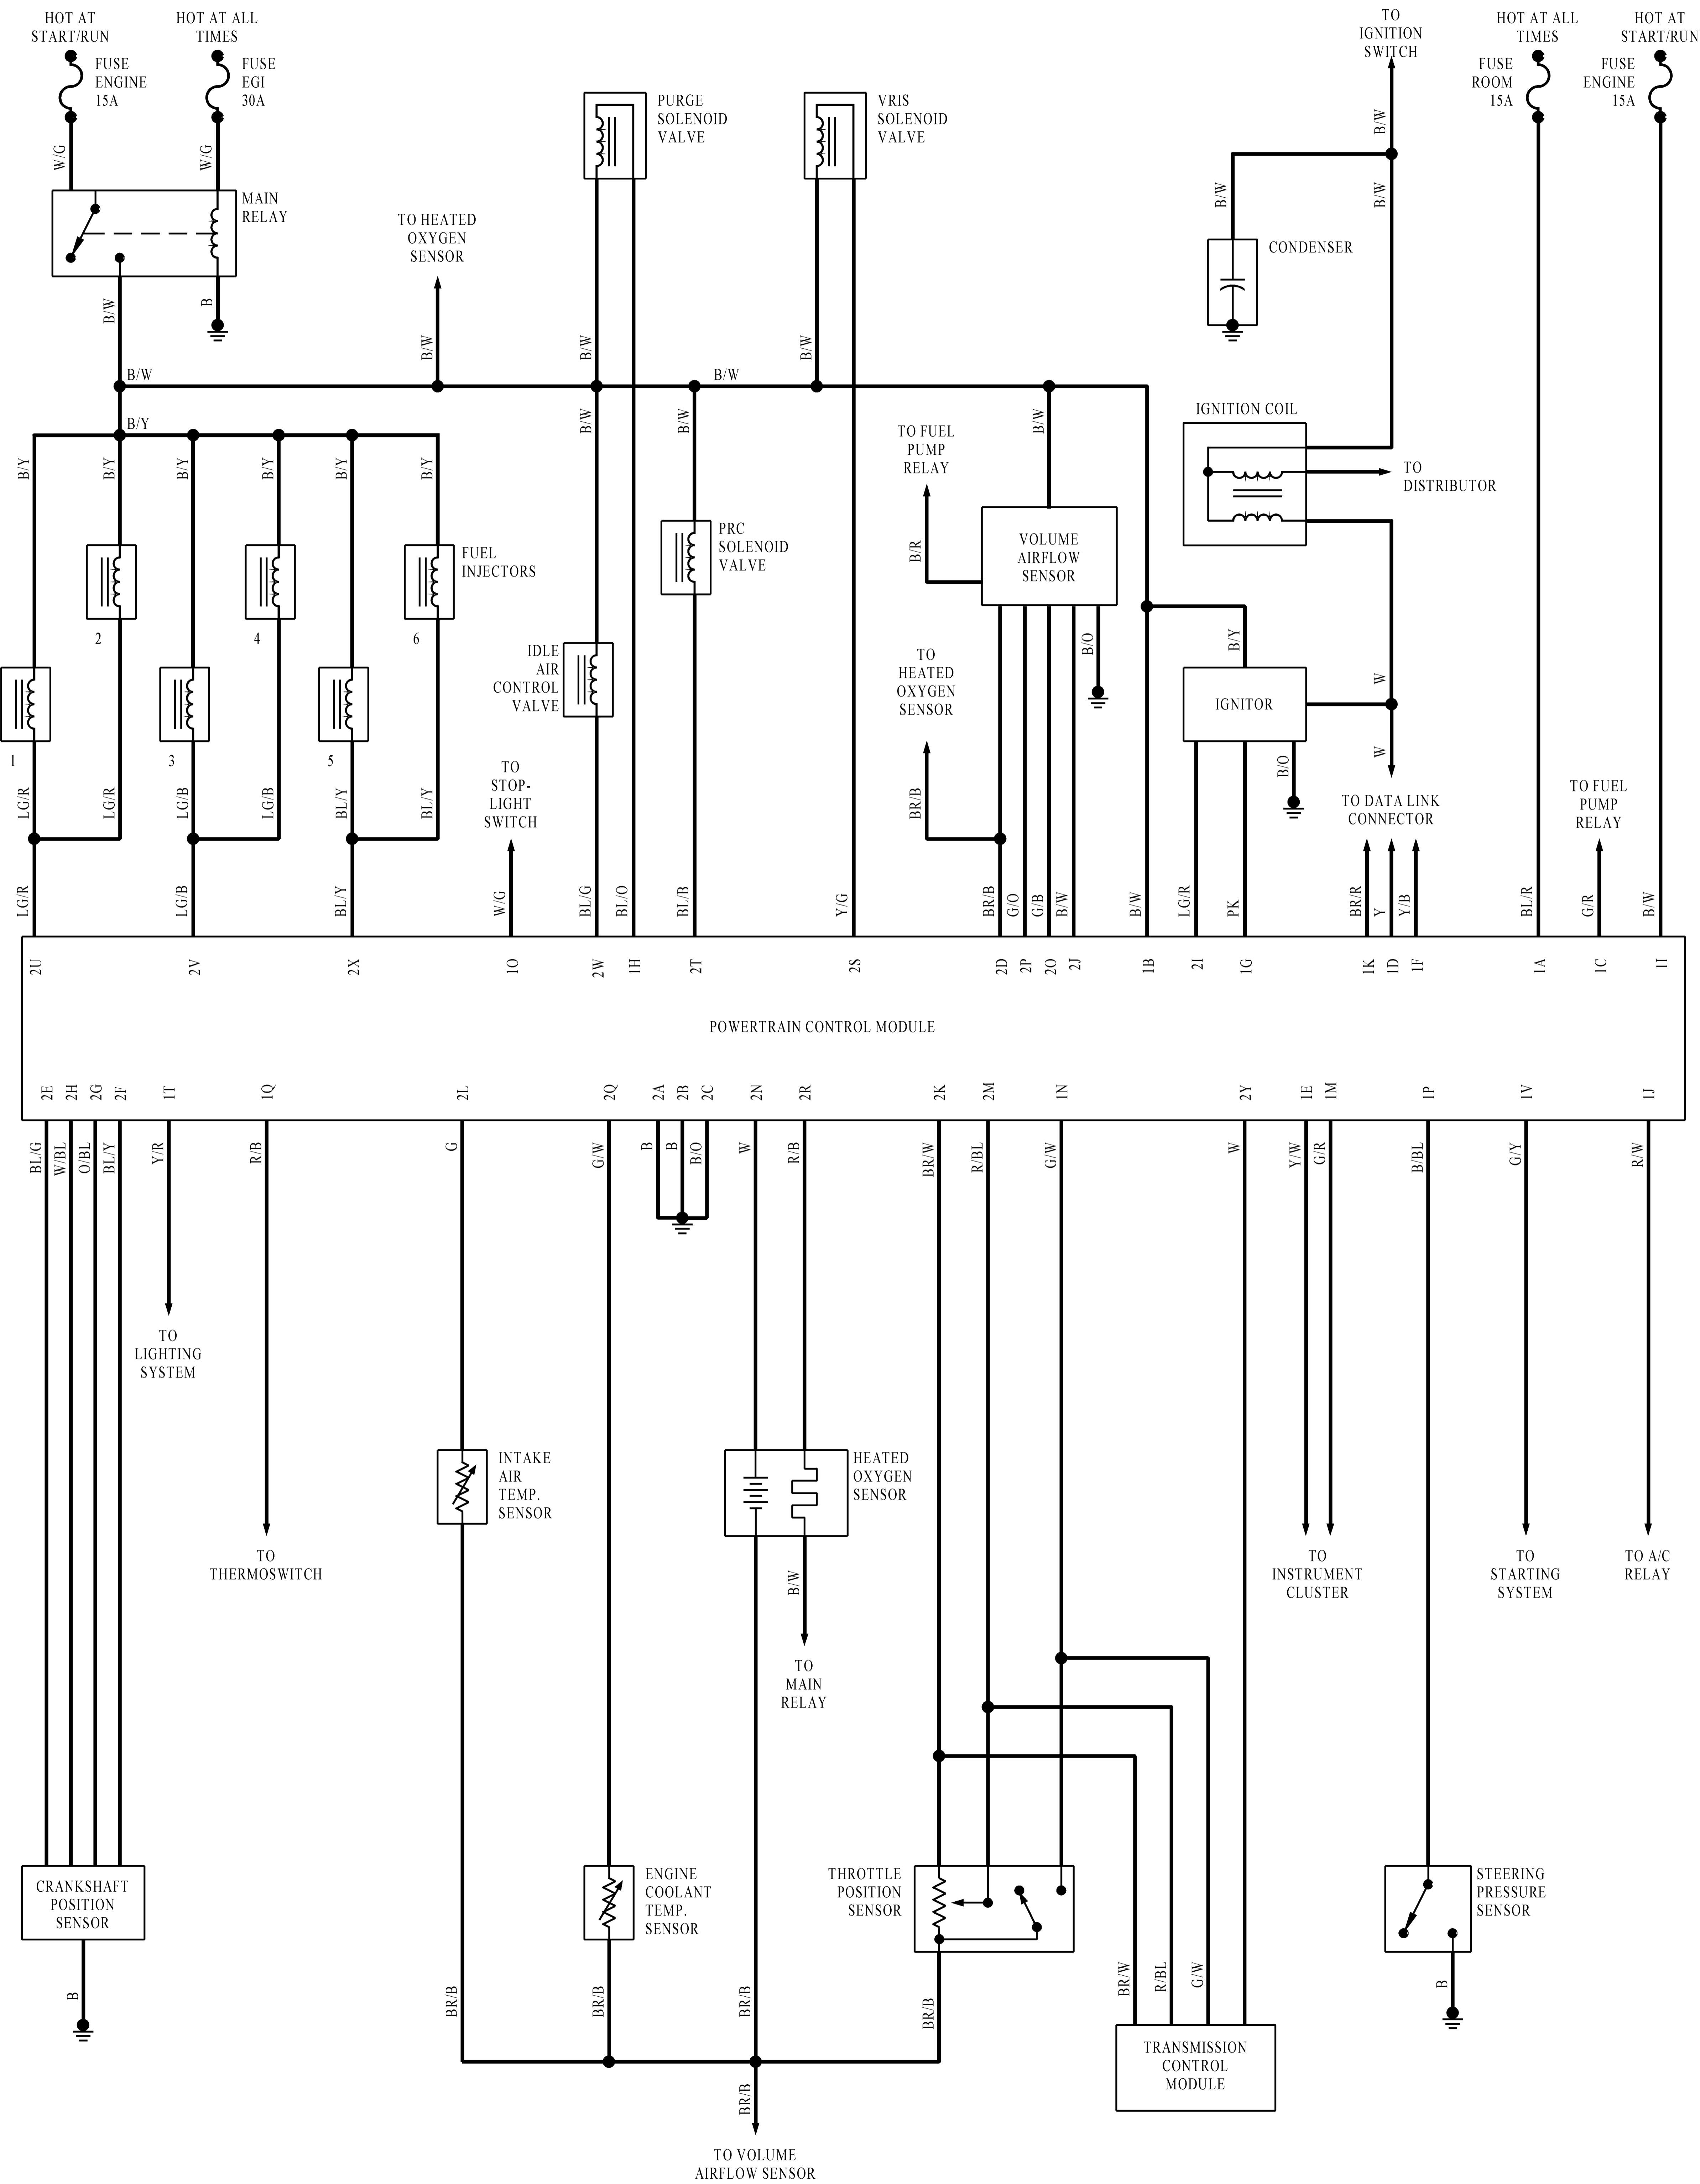 HOT AT
START/RUN
HOT AT ALL
TIMES
FUSE
ENGINE
15A
FUSE
EGI
30A
W/G
W/G
MAIN
RELAY
B/W
B
TO HEATED
OXYGEN
SENSOR
B/W
PURGE
SOLENOID
VALVE
B/W
VRIS
SOLENOID
VALVE
B/W
TO
IGNITION
SWITCH
B/W
B/W
B/W
CONDENSER
HOT AT ALL
TIMES
FUSE
ROOM
15A
HOT AT
START/RUN
FUSE
ENGINE
15A
B/W
B/W
B/Y
B/Y
B/Y
B/Y
B/Y
B/Y
B/Y
B/W
B/W
B/W
TO FUEL
PUMP
RELAY
B/R
IGNITION COIL
TO
DISTRIBUTOR
FUEL
INJECTORS
2
4
6
1
3
5
PRC
SOLENOID
VALVE
VOLUME
AIRFLOW
SENSOR
B/O
IDLE
AIR
CONTROL
VALVE
TO
HEATED
OXYGEN
SENSOR
BR/B
B/Y
IGNITOR
W
W
B/O
LG/R
LG/R
LG/B
LG/B
BL/Y
BL/Y
TO
STOP-
LIGHT
SWITCH
TO DATA LINK
CONNECTOR
TO FUEL
PUMP
RELAY
LG/R
LG/B
BL/Y
W/G
BL/G
BL/O
BL/B
Y/G
BR/B
G/O
G/B
B/W
B/W
LG/R
PK
BR/R
Y
Y/B
BL/R
G/R
B/W
2U
2V
2X
1O
2W
1H
2T
2S
2D
2P
2O
2J
1B
2I
1G
1K
1D
1F
1A
1C
1I
POWERTRAIN CONTROL MODULE
2E
2H
2G
2F
1T
1Q
2L
2Q
2A
2B
2C
2N
2R
2K
2M
1N
2Y
1E
1M
1P
1V
1J
BL/G
W/BL
O/BL
BL/Y
Y/R
R/B
G
G/W
B
B
B/O
W
R/B
BR/W
R/BL
G/W
W
Y/W
G/R
B/BL
G/Y
R/W
TO
LIGHTING
SYSTEM
TO
THERMOSWITCH
INTAKE
AIR
TEMP.
SENSOR
HEATED
OXYGEN
SENSOR
B/W
TO
MAIN
RELAY
TO
INSTRUMENT
CLUSTER
TO
STARTING
SYSTEM
TO A/C
RELAY
CRANKSHAFT
POSITION
SENSOR
B
ENGINE
COOLANT
TEMP.
SENSOR
THROTTLE
POSITION
SENSOR
STEERING
PRESSURE
SENSOR
B
BR/B
BR/B
BR/B
BR/B
BR/W
R/BL
G/W
TRANSMISSION
CONTROL
MODULE
BR/B
TO VOLUME
AIRFLOW SENSOR